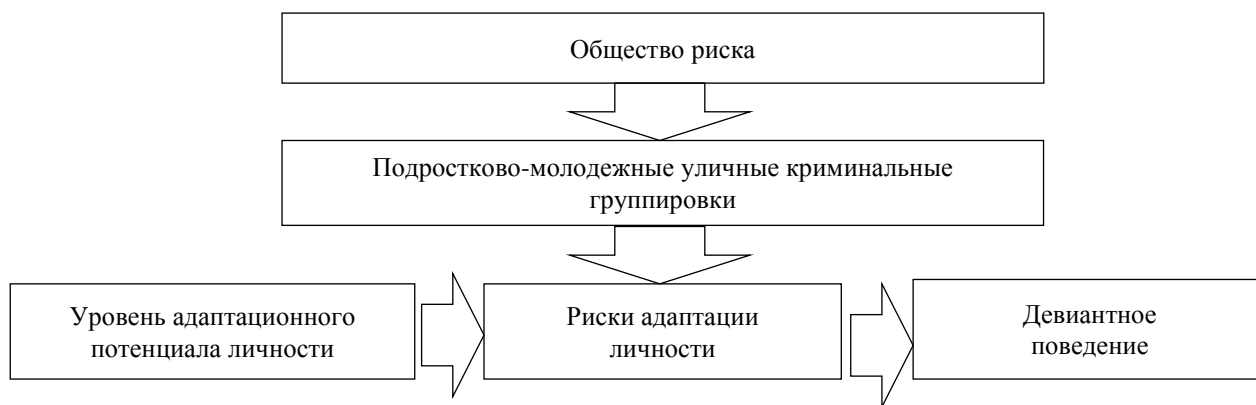 Общество риска
Подростково-молодежные уличные криминальные
группировки
Уровень адаптационного
потенциала личности
Риски адаптации
личности
Девиантное
поведение